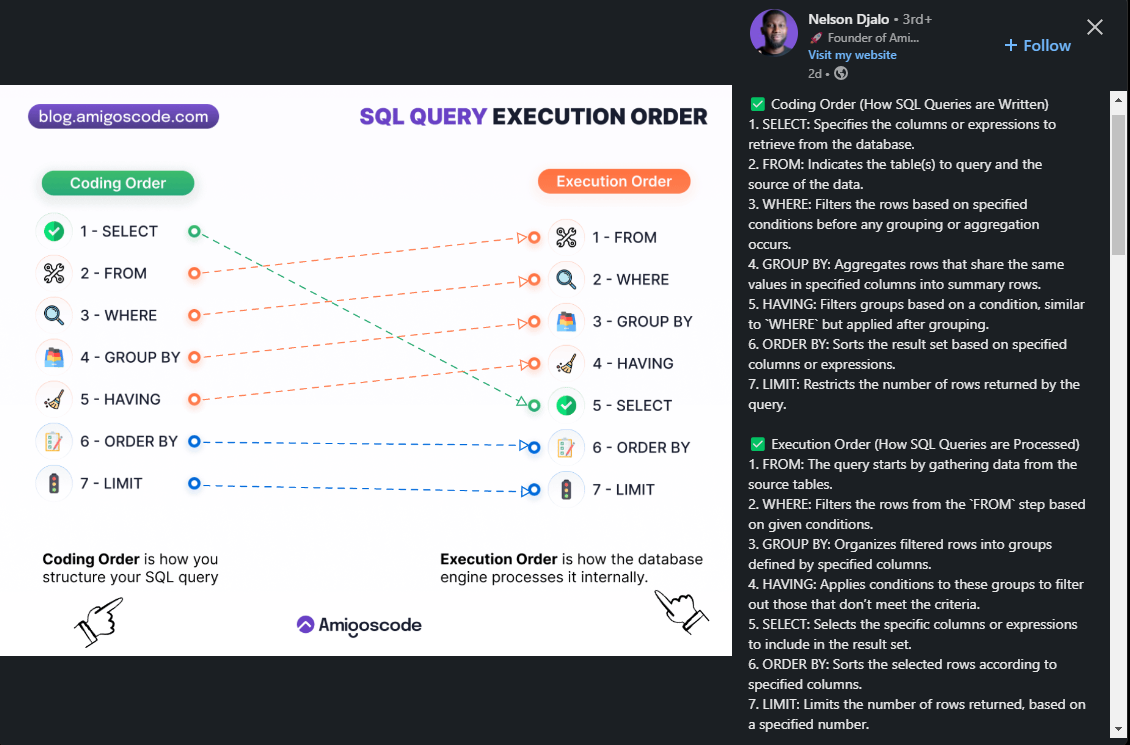 blog.amigoscode.com
SQL QUERY EXECUTION ORDER
Coding Order
1 - SELECT
2 - FROM
3 - WHERE
4 - GROUP BY
5 - HAVING
6 - ORDER BY
7 - LIMIT
Execution Order
1 - FROM
2 - WHERE
3 - GROUP BY
4 - HAVING
5 - SELECT
6 - ORDER BY
7 - LIMIT
Coding Order is how you
structure your SQL query
Execution Order is how the database
engine processes it internally.
Amigoscode
Nelson Djalo • 3rd+
🚀 Founder of Ami...
Visit my website
2d •
+ Follow
✅ Coding Order (How SQL Queries are Written)
1. SELECT: Specifies the columns or expressions to
retrieve from the database.
2. FROM: Indicates the table(s) to query and the
source of the data.
3. WHERE: Filters the rows based on specified
conditions before any grouping or aggregation
occurs.
4. GROUP BY: Aggregates rows that share the same
values in specified columns into summary rows.
5. HAVING: Filters groups based on a condition, similar
to `WHERE` but applied after grouping.
6. ORDER BY: Sorts the result set based on specified
columns or expressions.
7. LIMIT: Restricts the number of rows returned by the
query.
✅ Execution Order (How SQL Queries are Processed)
1. FROM: The query starts by gathering data from the
source tables.
2. WHERE: Filters the rows from the `FROM` step based
on given conditions.
3. GROUP BY: Organizes filtered rows into groups
defined by specified columns.
4. HAVING: Applies conditions to these groups to filter
out those that don't meet the criteria.
5. SELECT: Selects the specific columns or expressions
to include in the result set.
6. ORDER BY: Sorts the selected rows according to
specified columns.
7. LIMIT: Limits the number of rows returned, based on
a specified number.